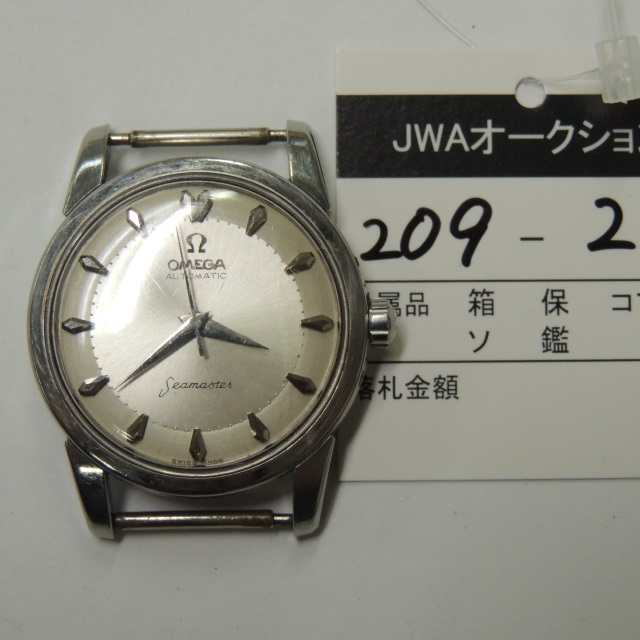 Ω
OMEGA
AUTOMATIC
Seamaster
JWAオークション
209 - 2
属品 箱 保 コ
ソ 鑑
落札金額